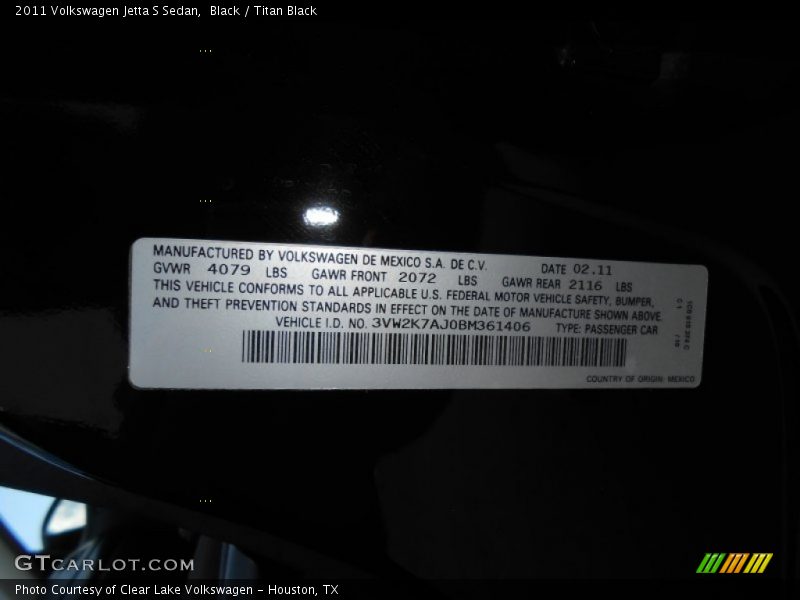 2011 Volkswagen Jetta S Sedan,  Black / Titan Black
MANUFACTURED BY VOLKSWAGEN DE MEXICO S.A. DE C.V. DATE 02.11
GVWR 4079 LBS GAWR FRONT 2072 LBS GAWR REAR 2116 LBS
THIS VEHICLE CONFORMS TO ALL APPLICABLE U.S. FEDERAL MOTOR VEHICLE SAFETY, BUMPER,
AND THEFT PREVENTION STANDARDS IN EFFECT ON THE DATE OF MANUFACTURE SHOWN ABOVE
VEHICLE I.D. NO. 3VW2K7AJ0BM361406 TYPE: PASSENGER CAR
COUNTRY OF ORIGIN: MEXICO
GTCARLOT.COM
Photo Courtesy of Clear Lake Volkswagen - Houston, TX